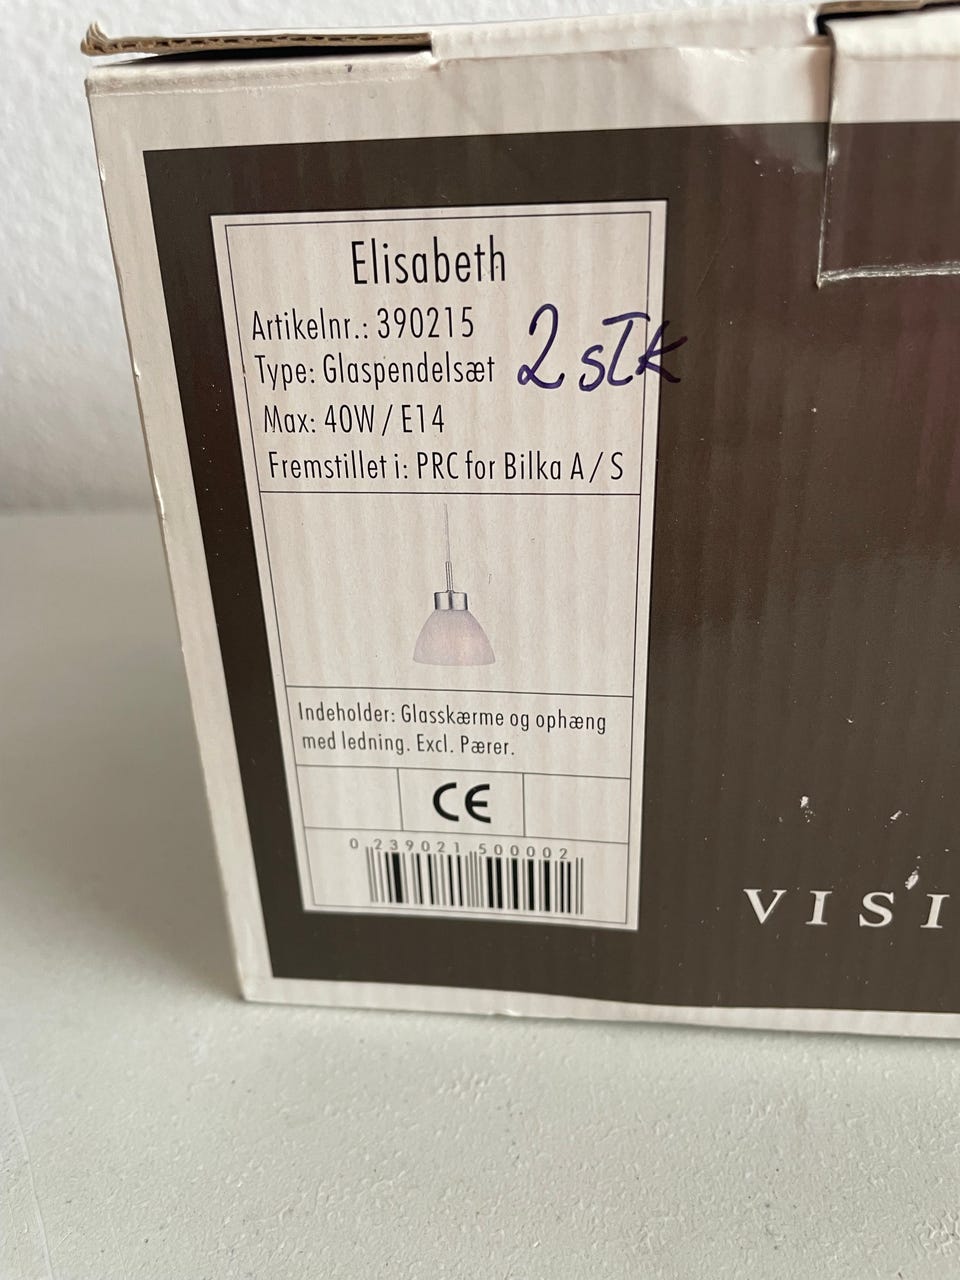 Elisabeth
Artikelnr.: 390215
Type: Glaspendelsæt
2 stk
Max: 40W / E14
Fremstillet i: PRC for Bilka A / S
Indeholder: Glasskærme og ophæng
med ledning. Excl. Pærer.
CE
0 239021 500002
VISI